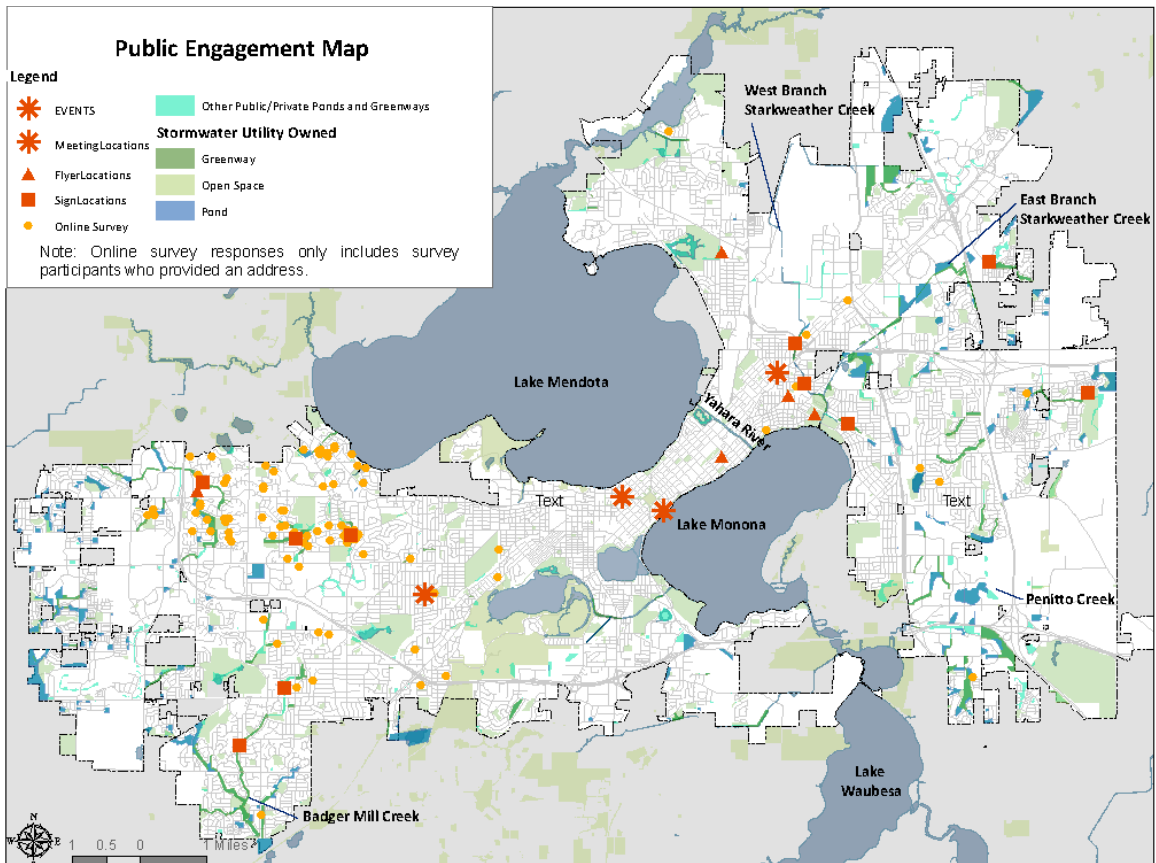 Public Engagement Map
Legend
EVENTS
MeetingLocations
FlyerLocations
SignLocations
Online Survey
Other Public/Private Ponds and Greenways
Stormwater Utility Owned
Greenway
Open Space
Pond
Note: Online survey responses only includes survey
participants who provided an address.
West Branch
Starkweather Creek
East Branch
Starkweather Creek
Lake Mendota
Yahara River
Text
Lake Monona
Text
Penitto Creek
Lake
Waubesa
Badger Mill Creek
N
W E
S
1 0.5 0 1 Miles